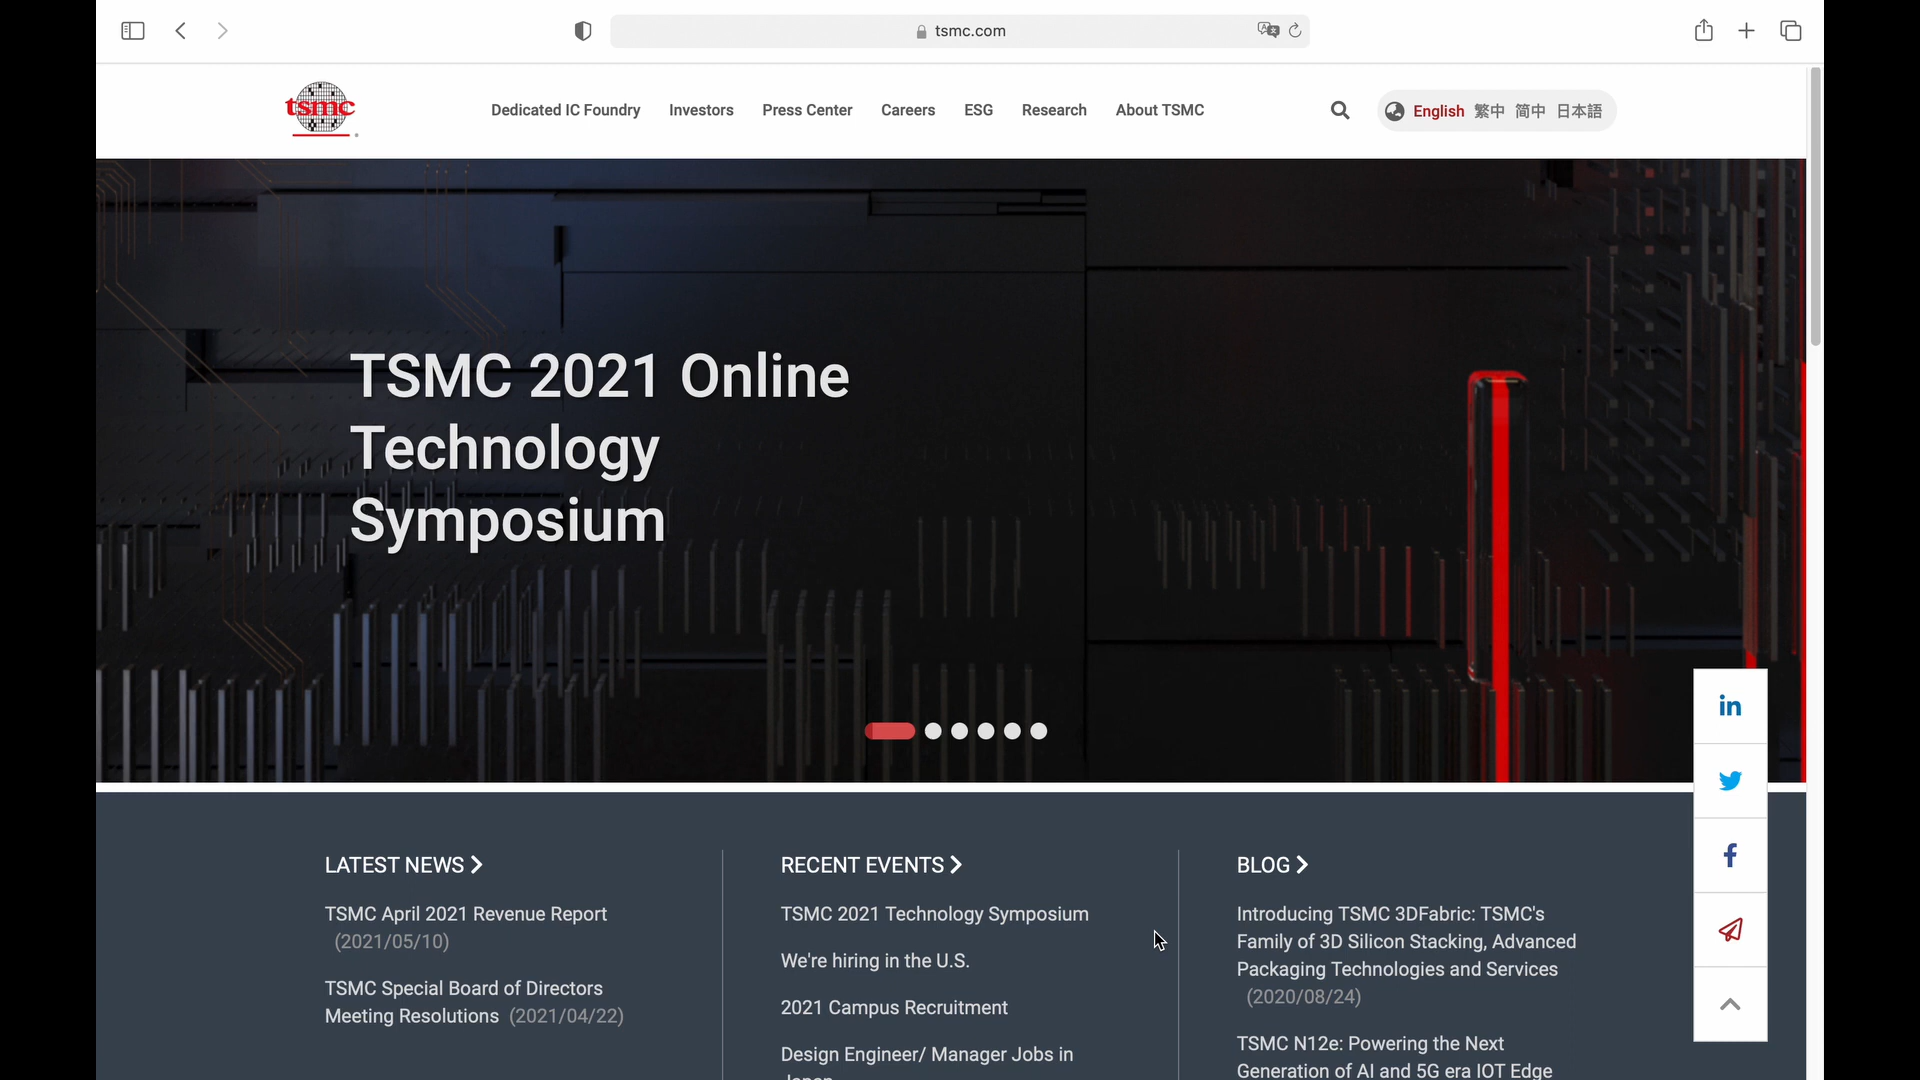 tsmc.com
tsmc
Dedicated IC Foundry
Investors
Press Center
Careers
ESG
Research
About TSMC
English 繁中 简中 日本語
TSMC 2021 Online
Technology
Symposium
LATEST NEWS
TSMC April 2021 Revenue Report
(2021/05/10)
TSMC Special Board of Directors
Meeting Resolutions (2021/04/22)
RECENT EVENTS
TSMC 2021 Technology Symposium
We're hiring in the U.S.
2021 Campus Recruitment
Design Engineer/ Manager Jobs in
BLOG
Introducing TSMC 3DFabric: TSMC's
Family of 3D Silicon Stacking, Advanced
Packaging Technologies and Services
(2020/08/24)
TSMC N12e: Powering the Next
Generation of AI and 5G era IOT Edge
in